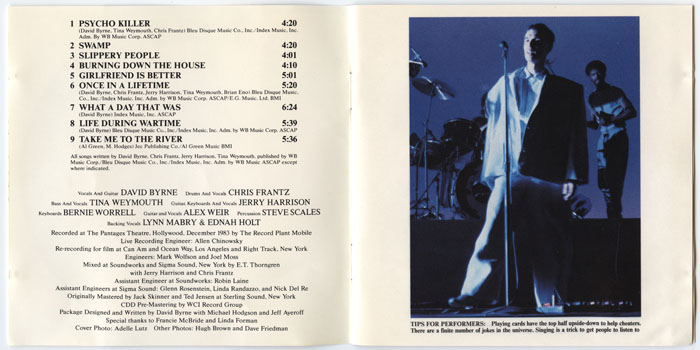 1 PSYCHO KILLER 4:20
(David Byrne, Tina Weymouth, Chris Frantz) Bleu Disque Music Co., Inc./Index Music, Inc.
Adm. By WB Music Corp. ASCAP
2 SWAMP 4:20
3 SLIPPERY PEOPLE 4:01
4 BURNING DOWN THE HOUSE 4:10
5 GIRLFRIEND IS BETTER 5:01
6 ONCE IN A LIFETIME 5:20
(David Byrne, Chris Frantz, Jerry Harrison, Tina Weymouth, Brian Eno) Bleu Disque Music,
Co., Inc./Index Music, Inc. Adm. by WB Music Corp. ASCAP/E.G. Music. Ltd. BMI
7 WHAT A DAY THAT WAS 6:24
(David Byrne) Index Music, Inc. ASCAP
8 LIFE DURING WARTIME 5:39
(David Byrne) Bleu Disque Music Co., Inc./Index Music, Inc. Adm by WB Music Corp. ASCAP
9 TAKE ME TO THE RIVER 5:36
(Al Green, M. Hodges) Jec Publishing Co./Al Green Music BMI
All songs written by David Byrne, Chris Frantz, Jerry Harrison, Tina Weymouth, published by WB
Music Corp./Bleu Disque Music Co., Inc./Index Music, Inc. Adm. by WB Music ASCAP except
where indicated.
Vocals And Guitar DAVID BYRNE Drums And Vocals CHRIS FRANTZ
Bass And Vocals TINA WEYMOUTH Guitar, Keyboards And Vocals JERRY HARRISON
Keyboards BERNIE WORRELL Guitar and Vocals ALEX WEIR Percussion STEVE SCALES
Backing Vocals LYNN MABRY & EDNAH HOLT
Recorded at The Pantages Theatre, Hollywood, December 1983 by The Record Plant Mobile
Live Recording Engineer: Allen Chinowsky
Re-recording for film at Can Am and Ocean Way, Los Angeles and Right Track, New York
Engineers: Mark Wolfson and Joel Moss
Mixed at Soundworks and Sigma Sound, New York by E.T. Thorngren
with Jerry Harrison and Chris Frantz
Assistant Engineer at Soundworks: Robin Laine
Assistant Engineers at Sigma Sound: Glenn Rosenstein, Linda Randazzo, and Nick Del Re
Originally Mastered by Jack Skinner and Ted Jensen at Sterling Sound, New York
CDD Pre-Mastering by WCI Record Group
Package Designed and Written by David Byrne with Michael Hodgson and Jeff Ayeroff
Special thanks to Francie McBride and Linda Forman
Cover Photo: Adelle Lutz Other Photos: Hugh Brown and Dave Friedman
TIPS FOR PERFORMERS: Playing cards have the top half upside-down to help cheaters.
There are a finite number of jokes in the universe. Singing is a trick to get people to listen to